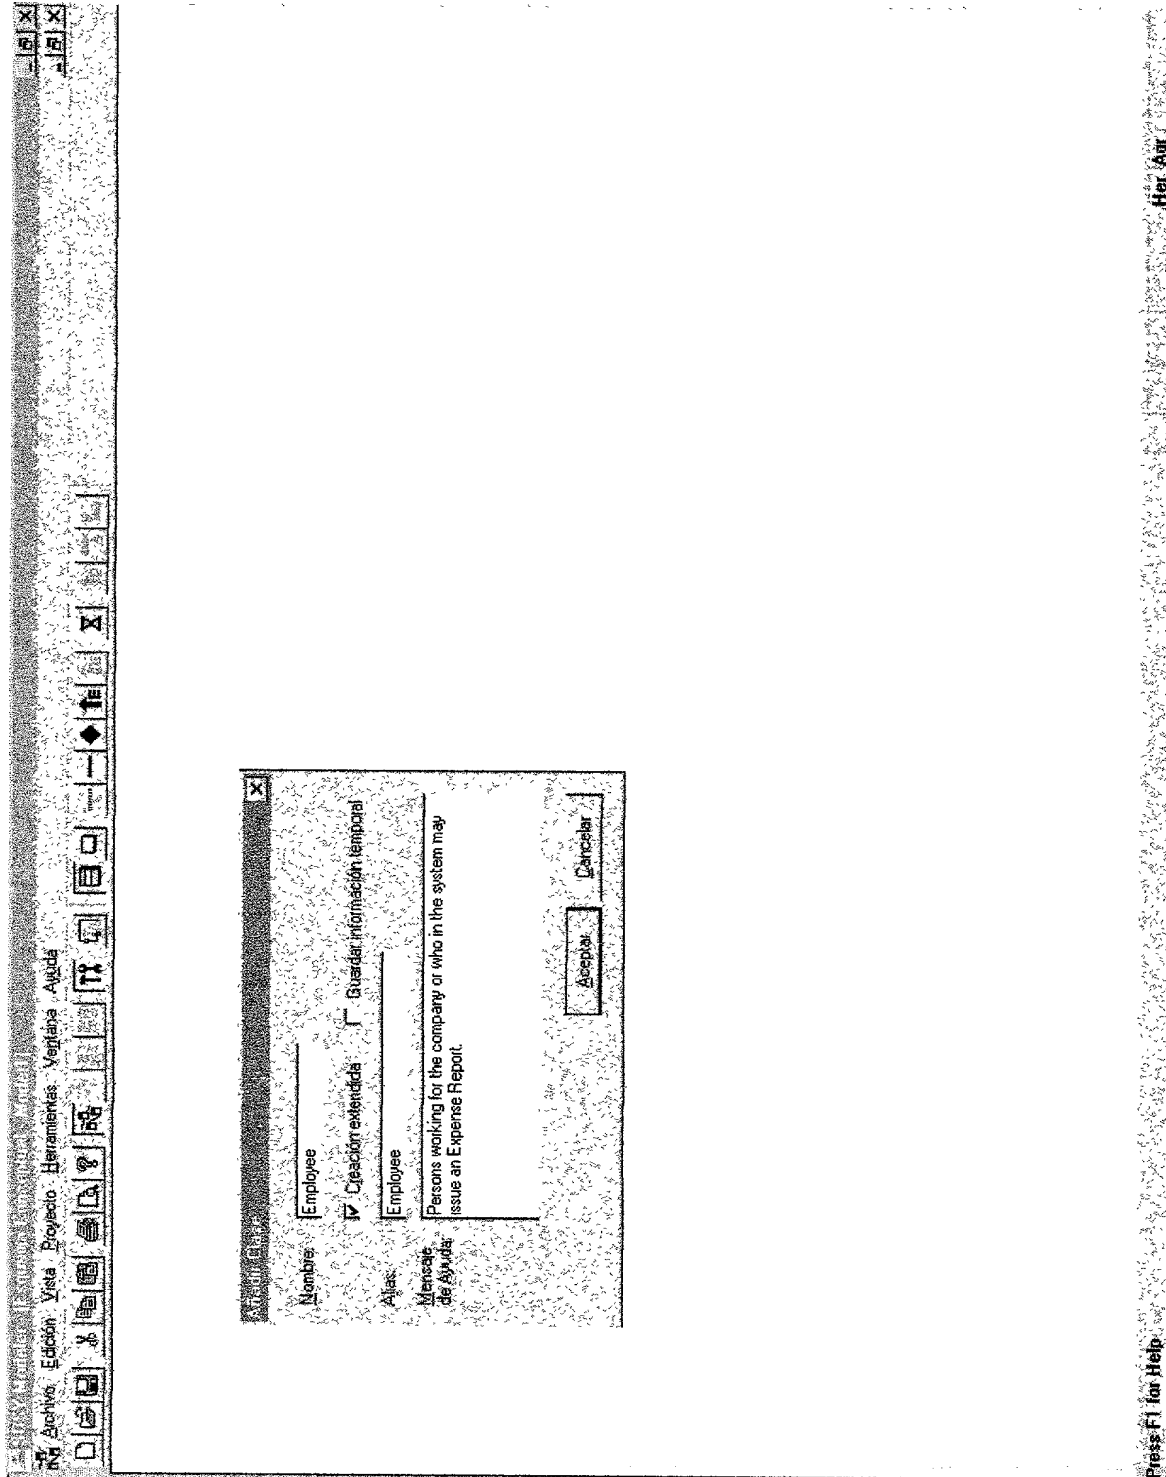 Archivo Edición Vista Proyecto Herramientas Ventana Ayuda
Nombre: Employee
Creación extendida Guardar información temporal
Alias: Employee
Mensaje
de Ayuda:
Persons working for the company or who in the system may
issue an Expense Report.
Aceptar Cancelar
Press F1 for Help